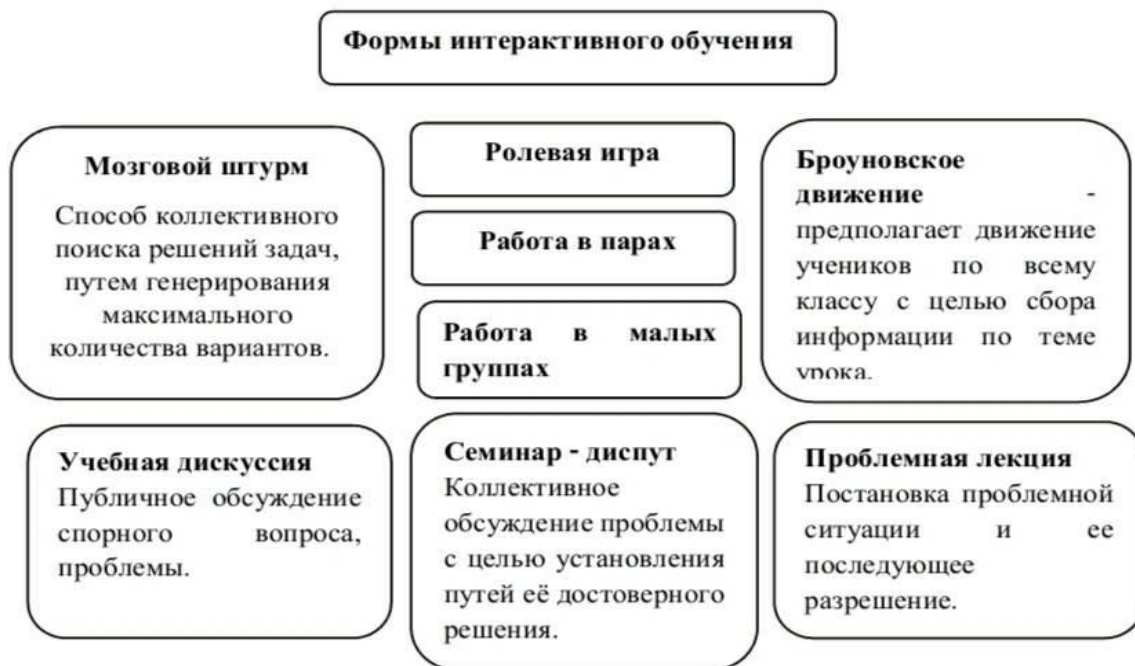 Формы интерактивного обучения
Мозговой штурм
Способ коллективного
поиска решений задач,
путем генерирования
максимального
количества вариантов.
Ролевая игра
Работа в парах
Работа в малых
группах
Броуновское
движение -
предполагает движение
учеников по всему
классу с целью сбора
информации по теме
урока.
Учебная дискуссия
Публичное обсуждение
спорного вопроса,
проблемы.
Семинар - диспут
Коллективное
обсуждение проблемы
с целью установления
путей её достоверного
решения.
Проблемная лекция
Постановка проблемной
ситуации и ее
последующее
разрешение.